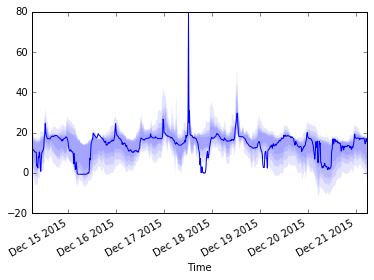 80
60
40
20
0
−20
Dec 15 2015
Dec 16 2015
Dec 17 2015
Dec 18 2015
Dec 19 2015
Dec 20 2015
Dec 21 2015
Time